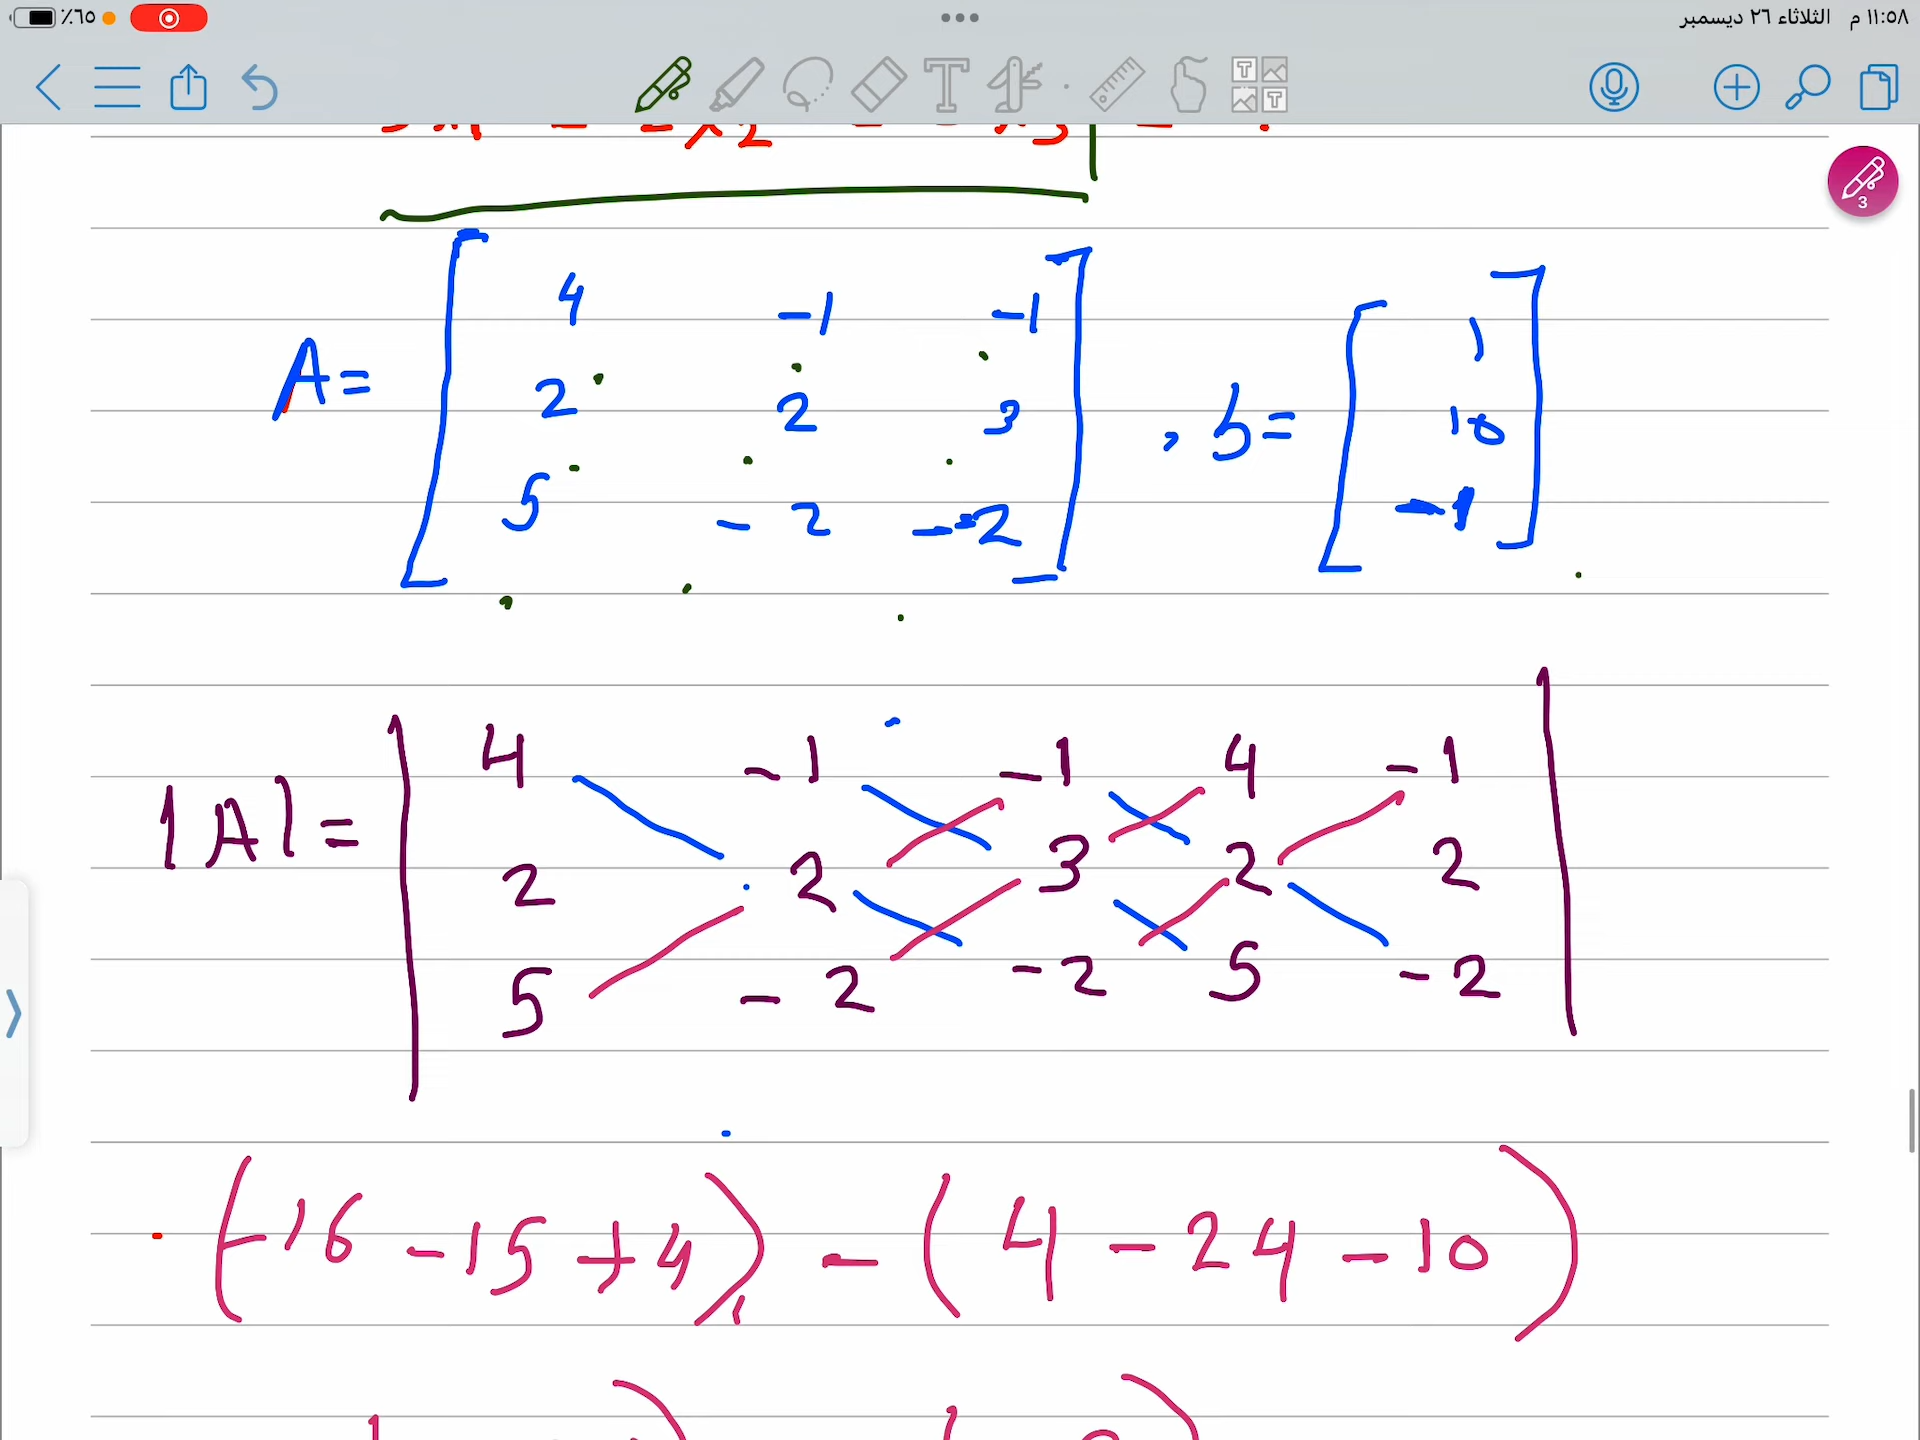 ٪٦٥ ١١:٥٨ م الثلاثاء ٢٦ ديسمبر
3
A = [ 4 -1 -1
2 2 3
5 -2 -2 ] , b = [ 1
10
-1 ]
|A| = | 4 -1 -1 4 -1
2 2 3 2 2
5 -2 -2 5 -2 |
(-16 -15 +4) - (4 - 24 - 10)